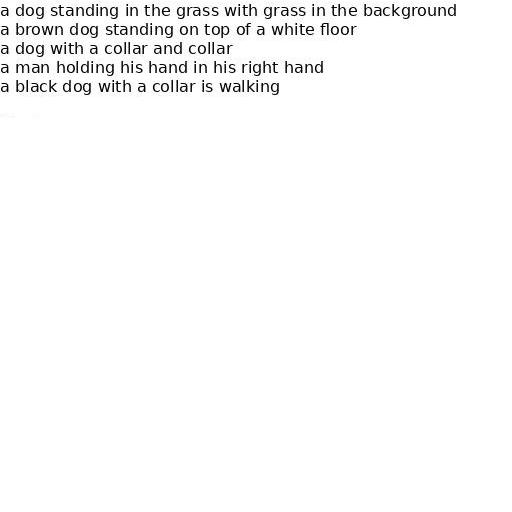 a dog standing in the grass with grass in the background
a brown dog standing on top of a white floor
a dog with a collar and collar
a man holding his hand in his right hand
a black dog with a collar is walking